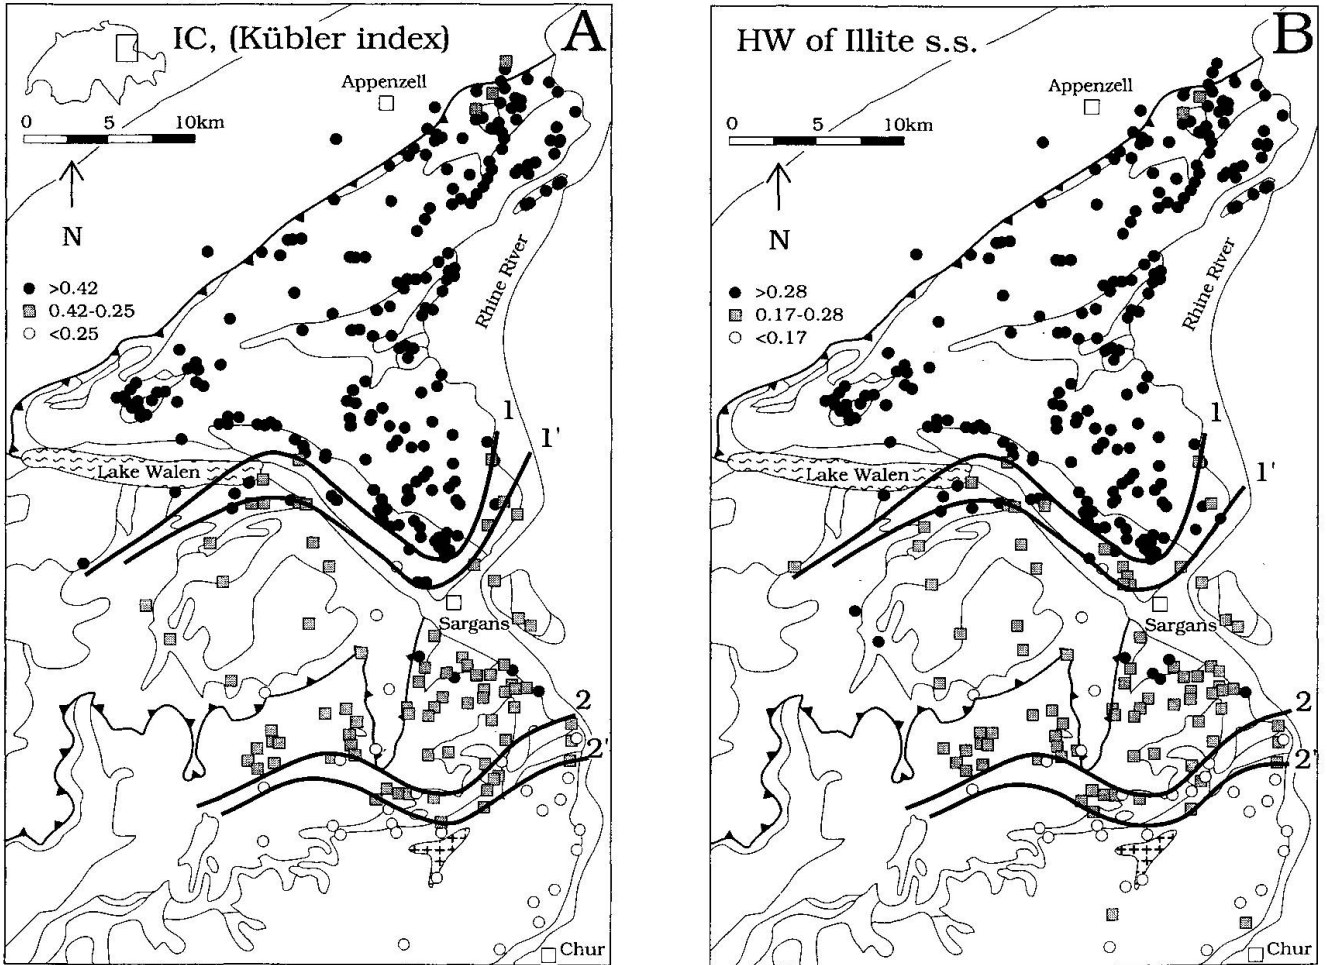 IC, (Kübler index)
A
Appenzell
0 5 10km
N
>0.42
0.42-0.25
<0.25
Rhine River
Lake Walen
1
1'
Sargans
2
2'
Chur
HW of Illite s.s.
B
Appenzell
0 5 10km
N
>0.28
0.17-0.28
<0.17
Rhine River
Lake Walen
1
1'
Sargans
2
2'
Chur